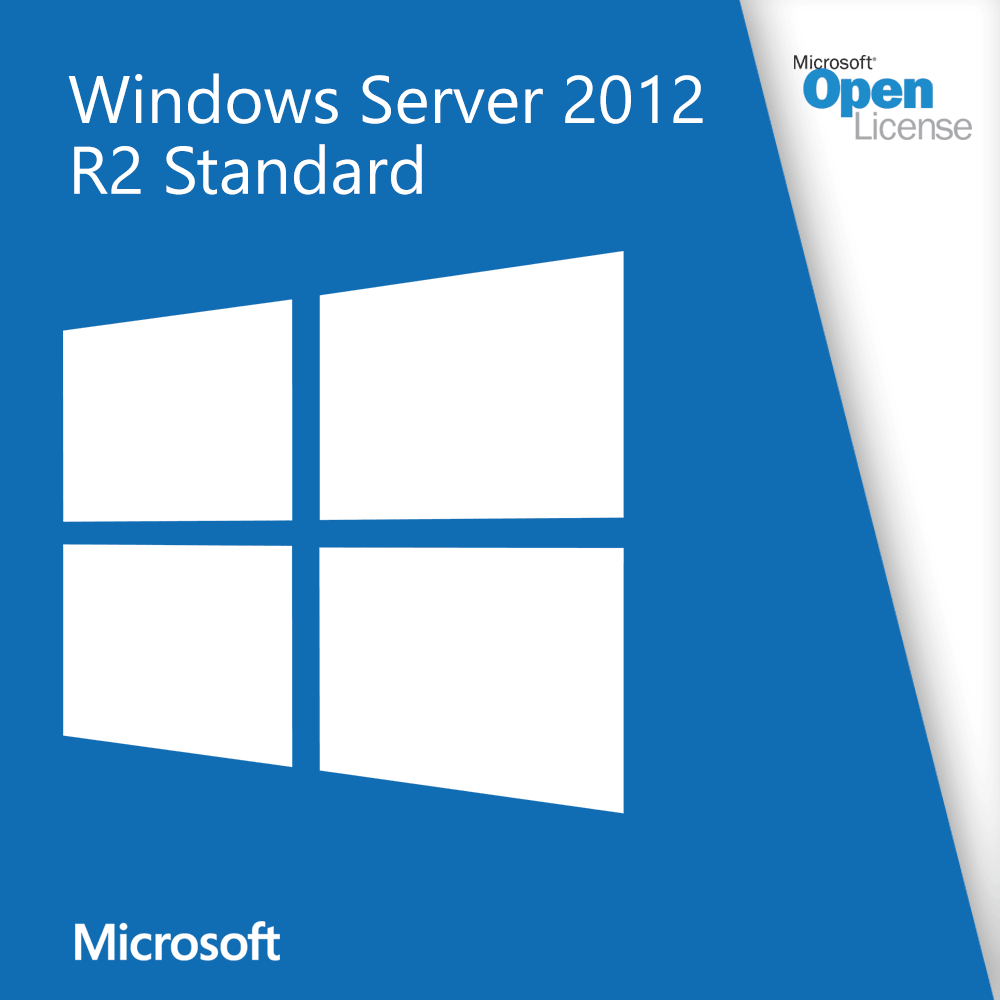 Windows Server 2012
R2 Standard
Microsoft®
Open
License
Microsoft